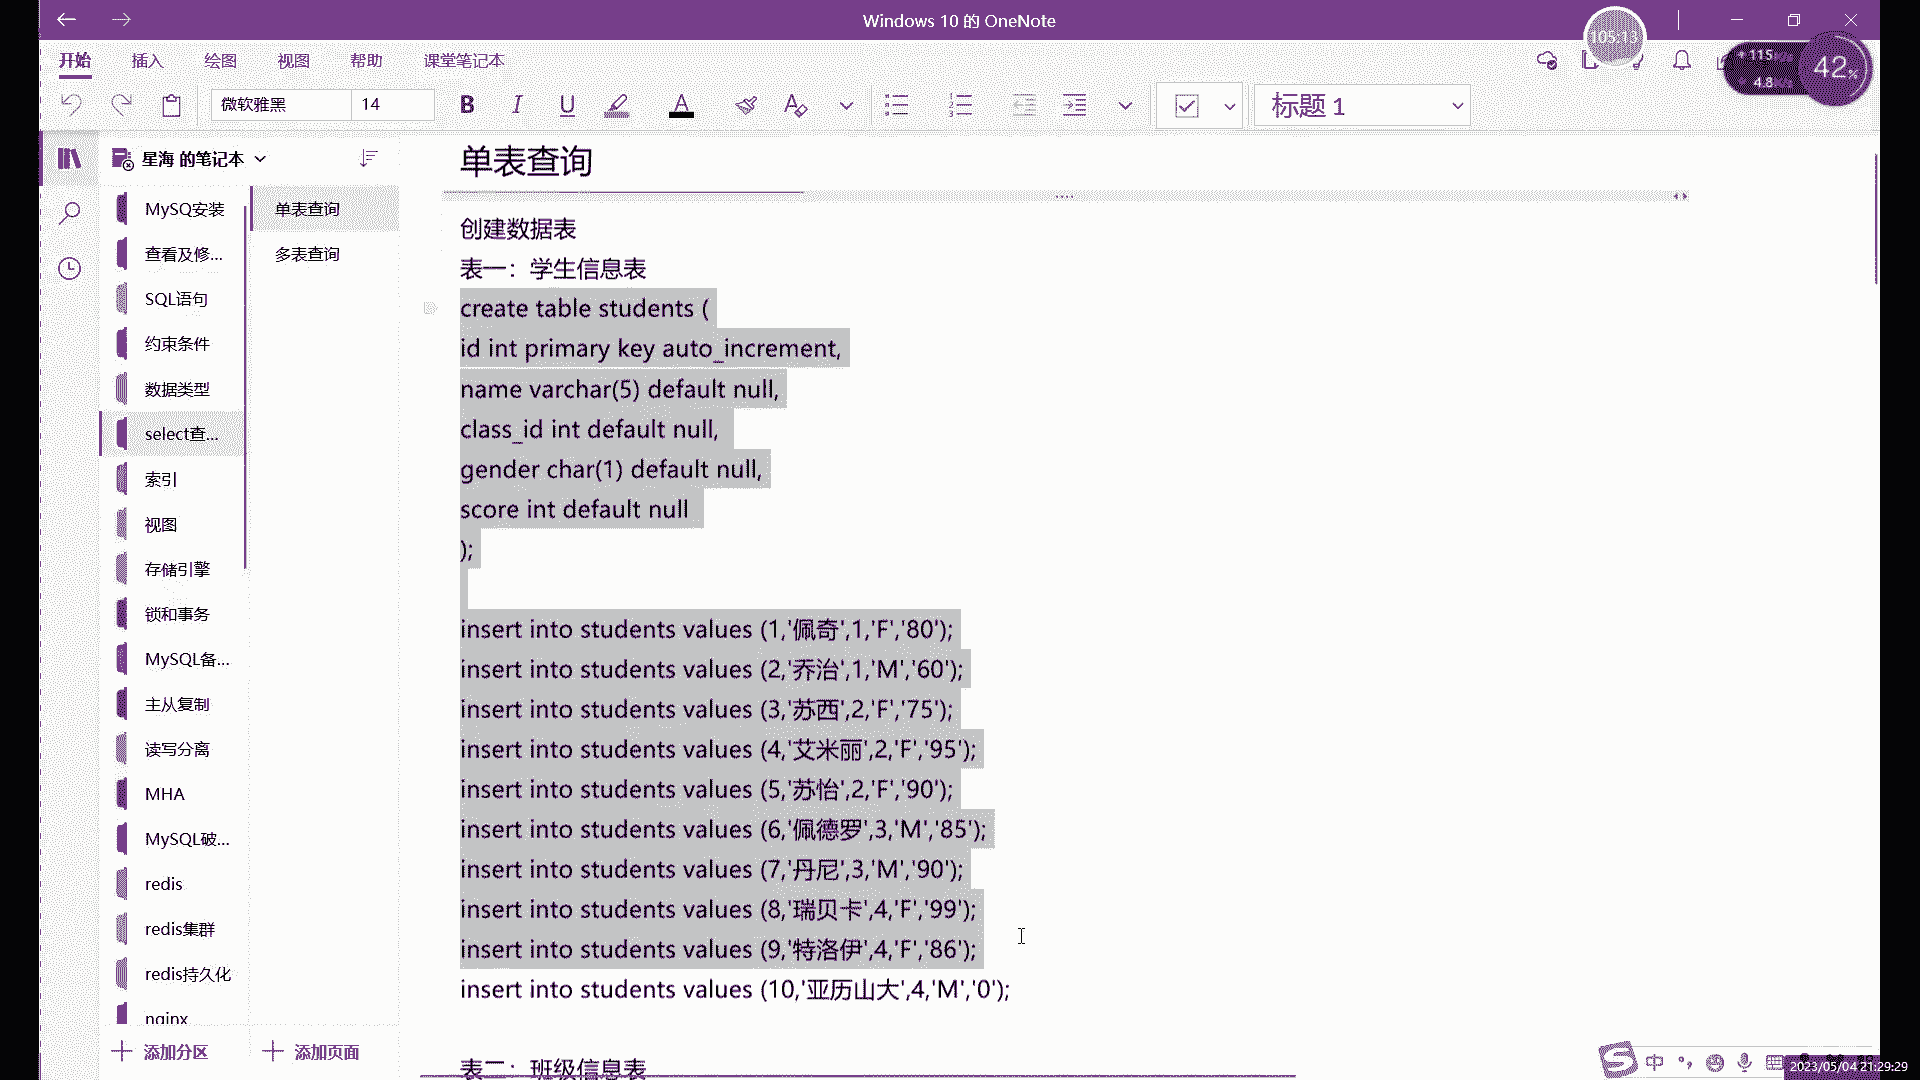 Windows 10 的 OneNote
105:13
开始
插入
绘图
视图
帮助
课堂笔记本
115
4.8
42%
微软雅黑
14
B
I
U
A
标题 1
星海 的笔记本
MySQ安装
查看及修...
SQL语句
约束条件
数据类型
select查...
索引
视图
存储引擎
锁和事务
MySQL备...
主从复制
读写分离
MHA
MySQL破...
redis
redis集群
redis持久化
nginx
添加分区
单表查询
多表查询
添加页面
单表查询
创建数据表
表一：学生信息表
create table students (
id int primary key auto_increment,
name varchar(5) default null,
class_id int default null,
gender char(1) default null,
score int default null
);
insert into students values (1,'佩奇',1,'F','80');
insert into students values (2,'乔治',1,'M','60');
insert into students values (3,'苏西',2,'F','75');
insert into students values (4,'艾米丽',2,'F','95');
insert into students values (5,'苏怡',2,'F','90');
insert into students values (6,'佩德罗',3,'M','85');
insert into students values (7,'丹尼',3,'M','90');
insert into students values (8,'瑞贝卡',4,'F','99');
insert into students values (9,'特洛伊',4,'F','86');
insert into students values (10,'亚历山大',4,'M','0');
表二：班级信息表
中
2023/05/04 21:29:29